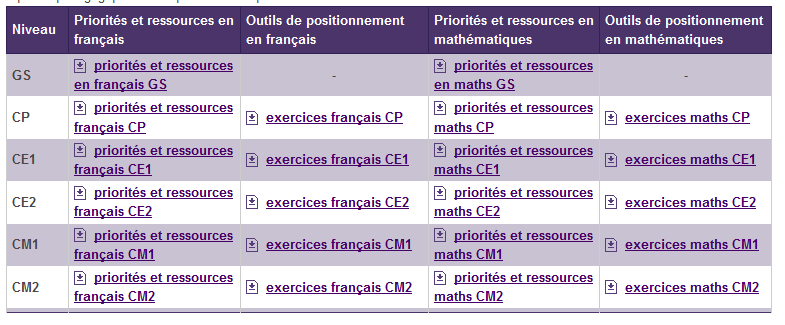 Niveau
Priorités et ressources en
français
Outils de positionnement
en français
Priorités et ressources en
mathématiques
Outils de positionnement
en mathématiques
GS
priorités et ressources
en français GS
-
priorités et ressources
en maths GS
-
CP
priorités et ressources
français CP
exercices français CP
priorités et ressources
maths CP
exercices maths CP
CE1
priorités et ressources
français CE1
exercices français CE1
priorités et ressources
maths CE1
exercices maths CE1
CE2
priorités et ressources
français CE2
exercices français CE2
priorités et ressources
maths CE2
exercices maths CE2
CM1
priorités et ressources
français CM1
exercices français CM1
priorités et ressources
maths CM1
exercices maths CM1
CM2
priorités et ressources
français CM2
exercices français CM2
priorités et ressources
maths CM2
exercices maths CM2